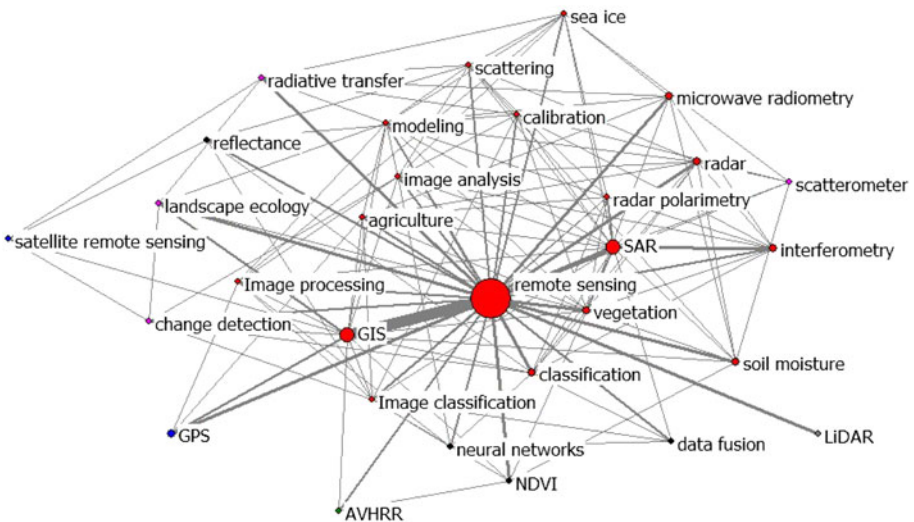 sea ice
scattering
radiative transfer
microwave radiometry
calibration
modeling
reflectance
radar
image analysis
scatterometer
radar polarimetry
landscape ecology
agriculture
satellite remote sensing
SAR
interferometry
Image processing
remote sensing
vegetation
change detection
GIS
soil moisture
classification
Image classification
GPS
LiDAR
data fusion
neural networks
NDVI
AVHRR